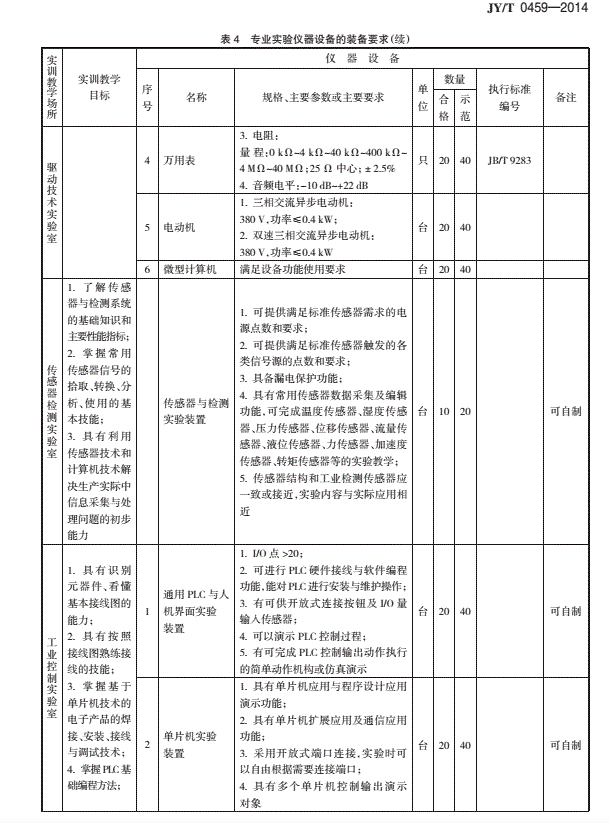 JY/T 0459—2014
表 4 专业实验仪器设备的装备要求(续)
实训教学场所
实训教学
目标
仪 器 设 备
序号
名称
规格、主要参数或主要要求
单位
数量
合格
示范
执行标准
编号
备注
驱动技术实验室
4
万用表
3. 电阻:
量 程:0 kΩ~4 kΩ~40 kΩ~400 kΩ~
4 MΩ~40 MΩ;25 Ω 中心; ± 2.5%
4. 音频电平:-10 dB~+22 dB
只
20
40
JB/T 9283
5
电动机
1. 三相交流异步电动机:
380 V,功率≤0.4 kW;
2. 双速三相交流异步电动机:
380 V,功率≤0.4 kW
台
20
40
6
微型计算机
满足设备功能使用要求
台
20
40
传感器检测实验室
1. 了解传感
器与检测系统
的基础知识和
主要性能指标;
2. 掌握常用
传感器信号的
拾取、转换、分
析、使用的基
本技能;
3. 具有利用
传感器技术和
计算机技术解
决生产实际中
信息采集与处
理问题的初步
能力
传感器与检测
实验装置
1. 可提供满足标准传感器需求的电
源点数和要求;
2. 可提供满足标准传感器触发的各
类信号源的点数和要求;
3. 具备漏电保护功能;
4. 具有常用传感器数据采集及编辑
功能,可完成温度传感器、湿度传感
器、压力传感器、位移传感器、流量传
感器、液位传感器、力传感器、加速度
传感器、转矩传感器等的实验教学;
5. 传感器结构和工业检测传感器应
一致或接近,实验内容与实际应用相
近
台
10
20
可自制
工业控制实验室
1. 具有识别
元器件、看懂
基本接线图的
能力;
2. 具有按照
接线图熟练接
线的技能;
3. 掌握基于
单片机技术的
电子产品的焊
接、安装、接线
与调试技术;
4. 掌握PLC基
础编程方法;
1
通用 PLC 与人
机界面实验
装置
1. I/O 点 >20;
2. 可进行 PLC 硬件接线与软件编程
功能,能对 PLC 进行安装与维护操作;
3. 有可供开放式连接按钮及 I/O 量
输入传感器;
4. 可以演示 PLC 控制过程;
5. 有可完成 PLC 控制输出动作执行
的简单动作机构或仿真演示
台
20
40
可自制
2
单片机实验
装置
1. 具有单片机应用与程序设计应用
演示功能;
2. 具有单片机扩展应用及通信应用
功能;
3. 采用开放式端口连接,实验时可
以自由根据需要连接端口;
4. 具有多个单片机控制输出演示
对象
台
20
40
可自制